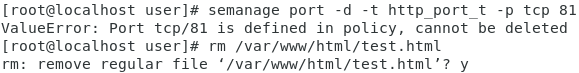 [root@localhost user]# semanage port -d -t http_port_t -p tcp 81
ValueError: Port tcp/81 is defined in policy, cannot be deleted
[root@localhost user]# rm /var/www/html/test.html
rm: remove regular file ‘/var/www/html/test.html’? y